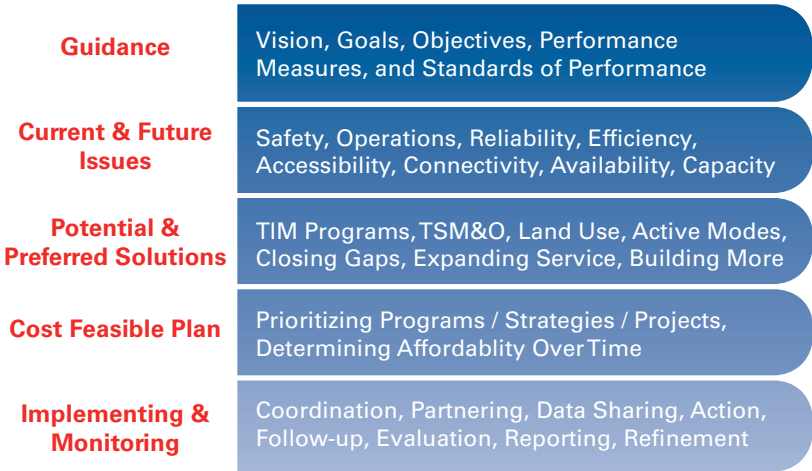 Guidance
Vision, Goals, Objectives, Performance
Measures, and Standards of Performance
Current & Future
Issues
Safety, Operations, Reliability, Efficiency,
Accessibility, Connectivity, Availability, Capacity
Potential &
Preferred Solutions
TIM Programs, TSM&O, Land Use, Active Modes,
Closing Gaps, Expanding Service, Building More
Cost Feasible Plan
Prioritizing Programs / Strategies / Projects,
Determining Affordablity Over Time
Implementing &
Monitoring
Coordination, Partnering, Data Sharing, Action,
Follow-up, Evaluation, Reporting, Refinement